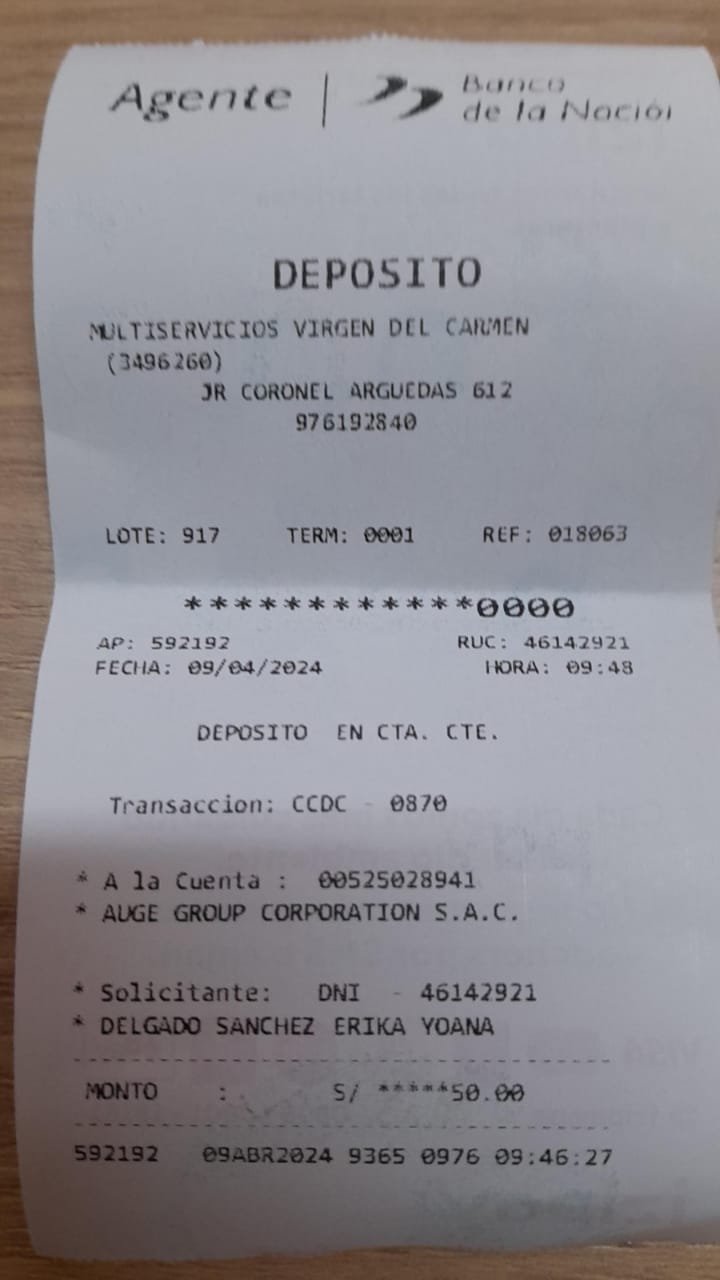 Agente | Banco
de la Nación
DEPOSITO
MULTISERVICIOS VIRGEN DEL CARMEN
(3496260)
JR CORONEL ARGUEDAS 612
976192840
LOTE: 917 TERM: 0001 REF: 018063
************0000
AP: 592192 RUC: 46142921
FECHA: 09/04/2024 HORA: 09:48
DEPOSITO EN CTA. CTE.
Transaccion: CCDC - 0870
* A la Cuenta : 00525028941
* AUGE GROUP CORPORATION S.A.C.
* Solicitante: DNI - 46142921
* DELGADO SANCHEZ ERIKA YOANA
MONTO : S/ *****50.00
592192 09ABR2024 9365 0976 09:46:27